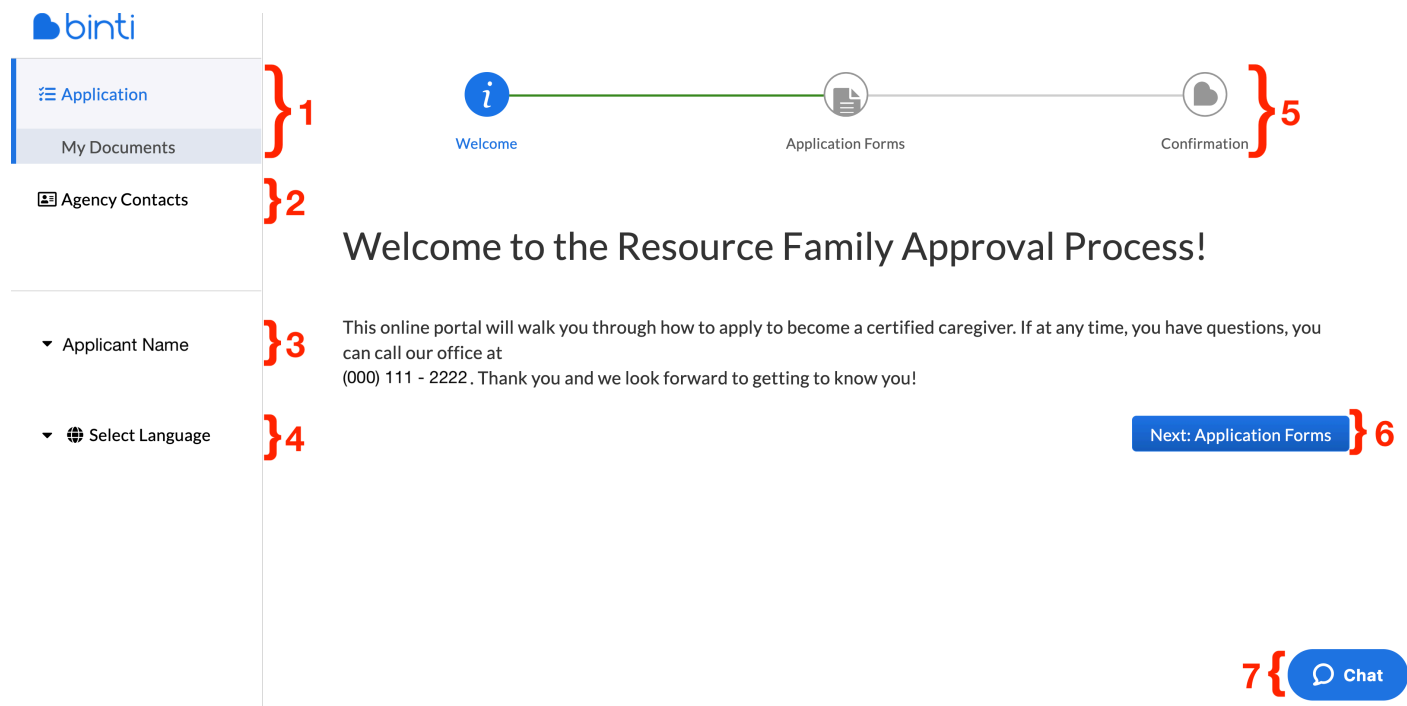 binti
Application
1
My Documents
Agency Contacts
2
Applicant Name
3
Select Language
4
i
Welcome
Application Forms
Confirmation
5
Welcome to the Resource Family Approval Process!
This online portal will walk you through how to apply to become a certified caregiver. If at any time, you have questions, you
can call our office at
(000) 111 - 2222. Thank you and we look forward to getting to know you!
Next: Application Forms
6
7
Chat